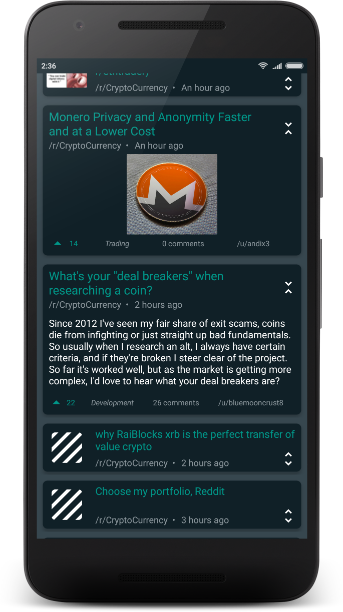 2:36
/r/CryptoCurrency • An hour ago
Monero Privacy and Anonymity Faster
and at a Lower Cost
/r/CryptoCurrency • An hour ago
14 Trading 0 comments /u/andix3
What's your "deal breakers" when
researching a coin?
/r/CryptoCurrency • 2 hours ago
Since 2012 I've seen my fair share of exit scams, coins
die from infighting or just straight up bad fundamentals.
So usually when I research an alt, I always have certain
criteria, and if they're broken I steer clear of the project.
So far it's worked well, but as the market is getting more
complex, I'd love to hear what your deal breakers are?
22 Development 26 comments /u/bluemooncrust8
why RaiBlocks xrb is the perfect transfer of
value crypto
/r/CryptoCurrency • 2 hours ago
Choose my portfolio, Reddit
/r/CryptoCurrency • 3 hours ago